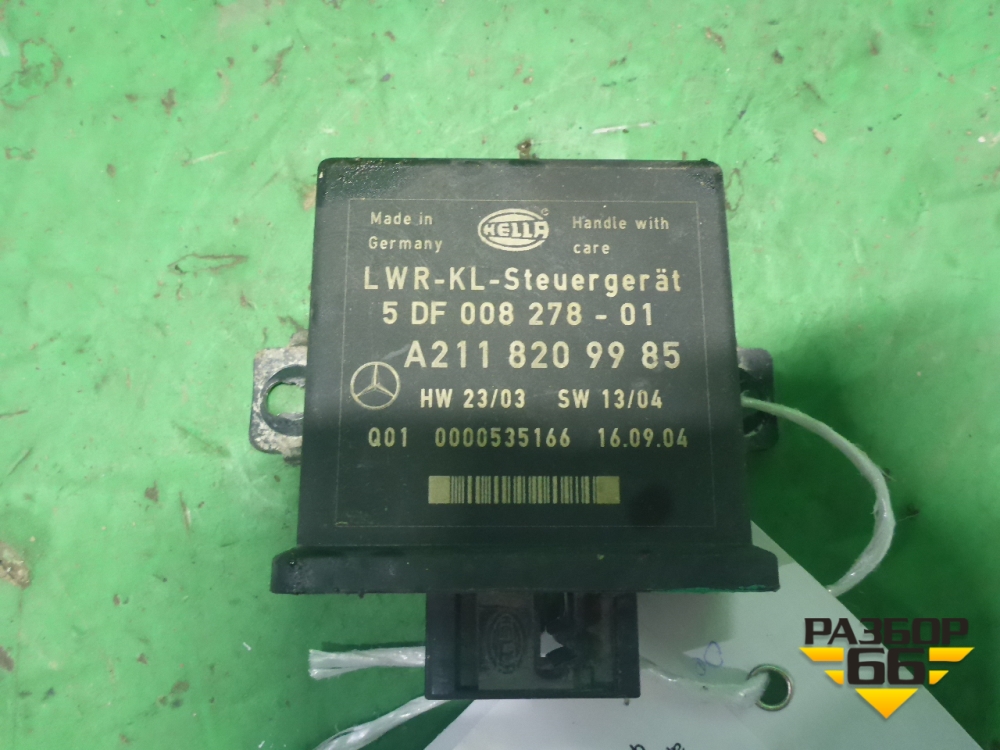 Made in
Germany
HELLA
Handle with
care
LWR-KL-Steuergerät
5 DF 008 278 - 01
A211 820 99 85
HW 23/03 SW 13/04
Q01 0000535166 16.09.04
HELLA
РАЗБОР
66